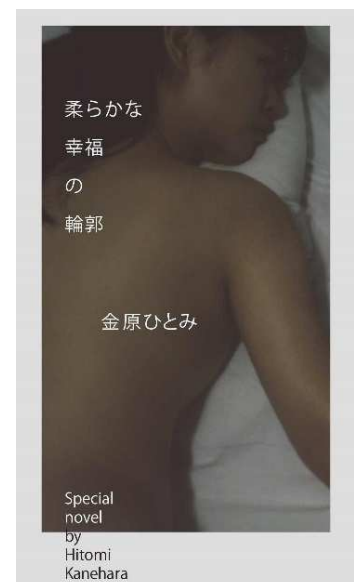 柔らかな
幸福
の
輪郭
金原ひとみ
Special
novel
by
Hitomi
Kanehara